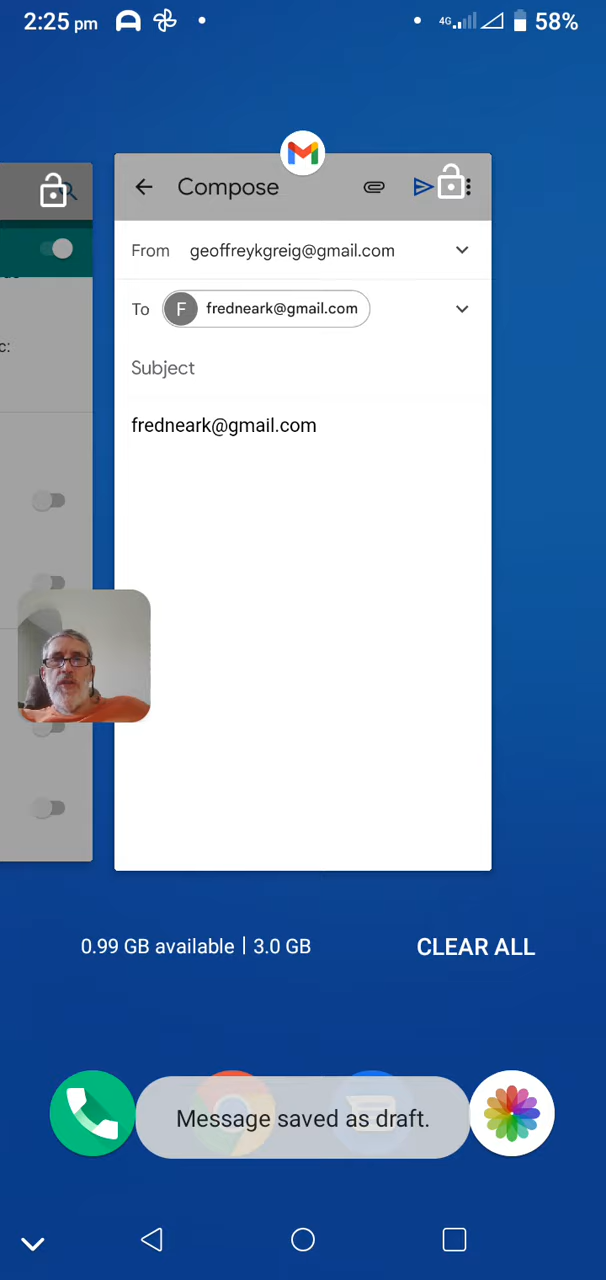 2:25 pm
4G
58%
Compose
From geoffreykgreig@gmail.com
c:
To F fredneark@gmail.com
Subject
fredneark@gmail.com
0.99 GB available | 3.0 GB
CLEAR ALL
Message saved as draft.